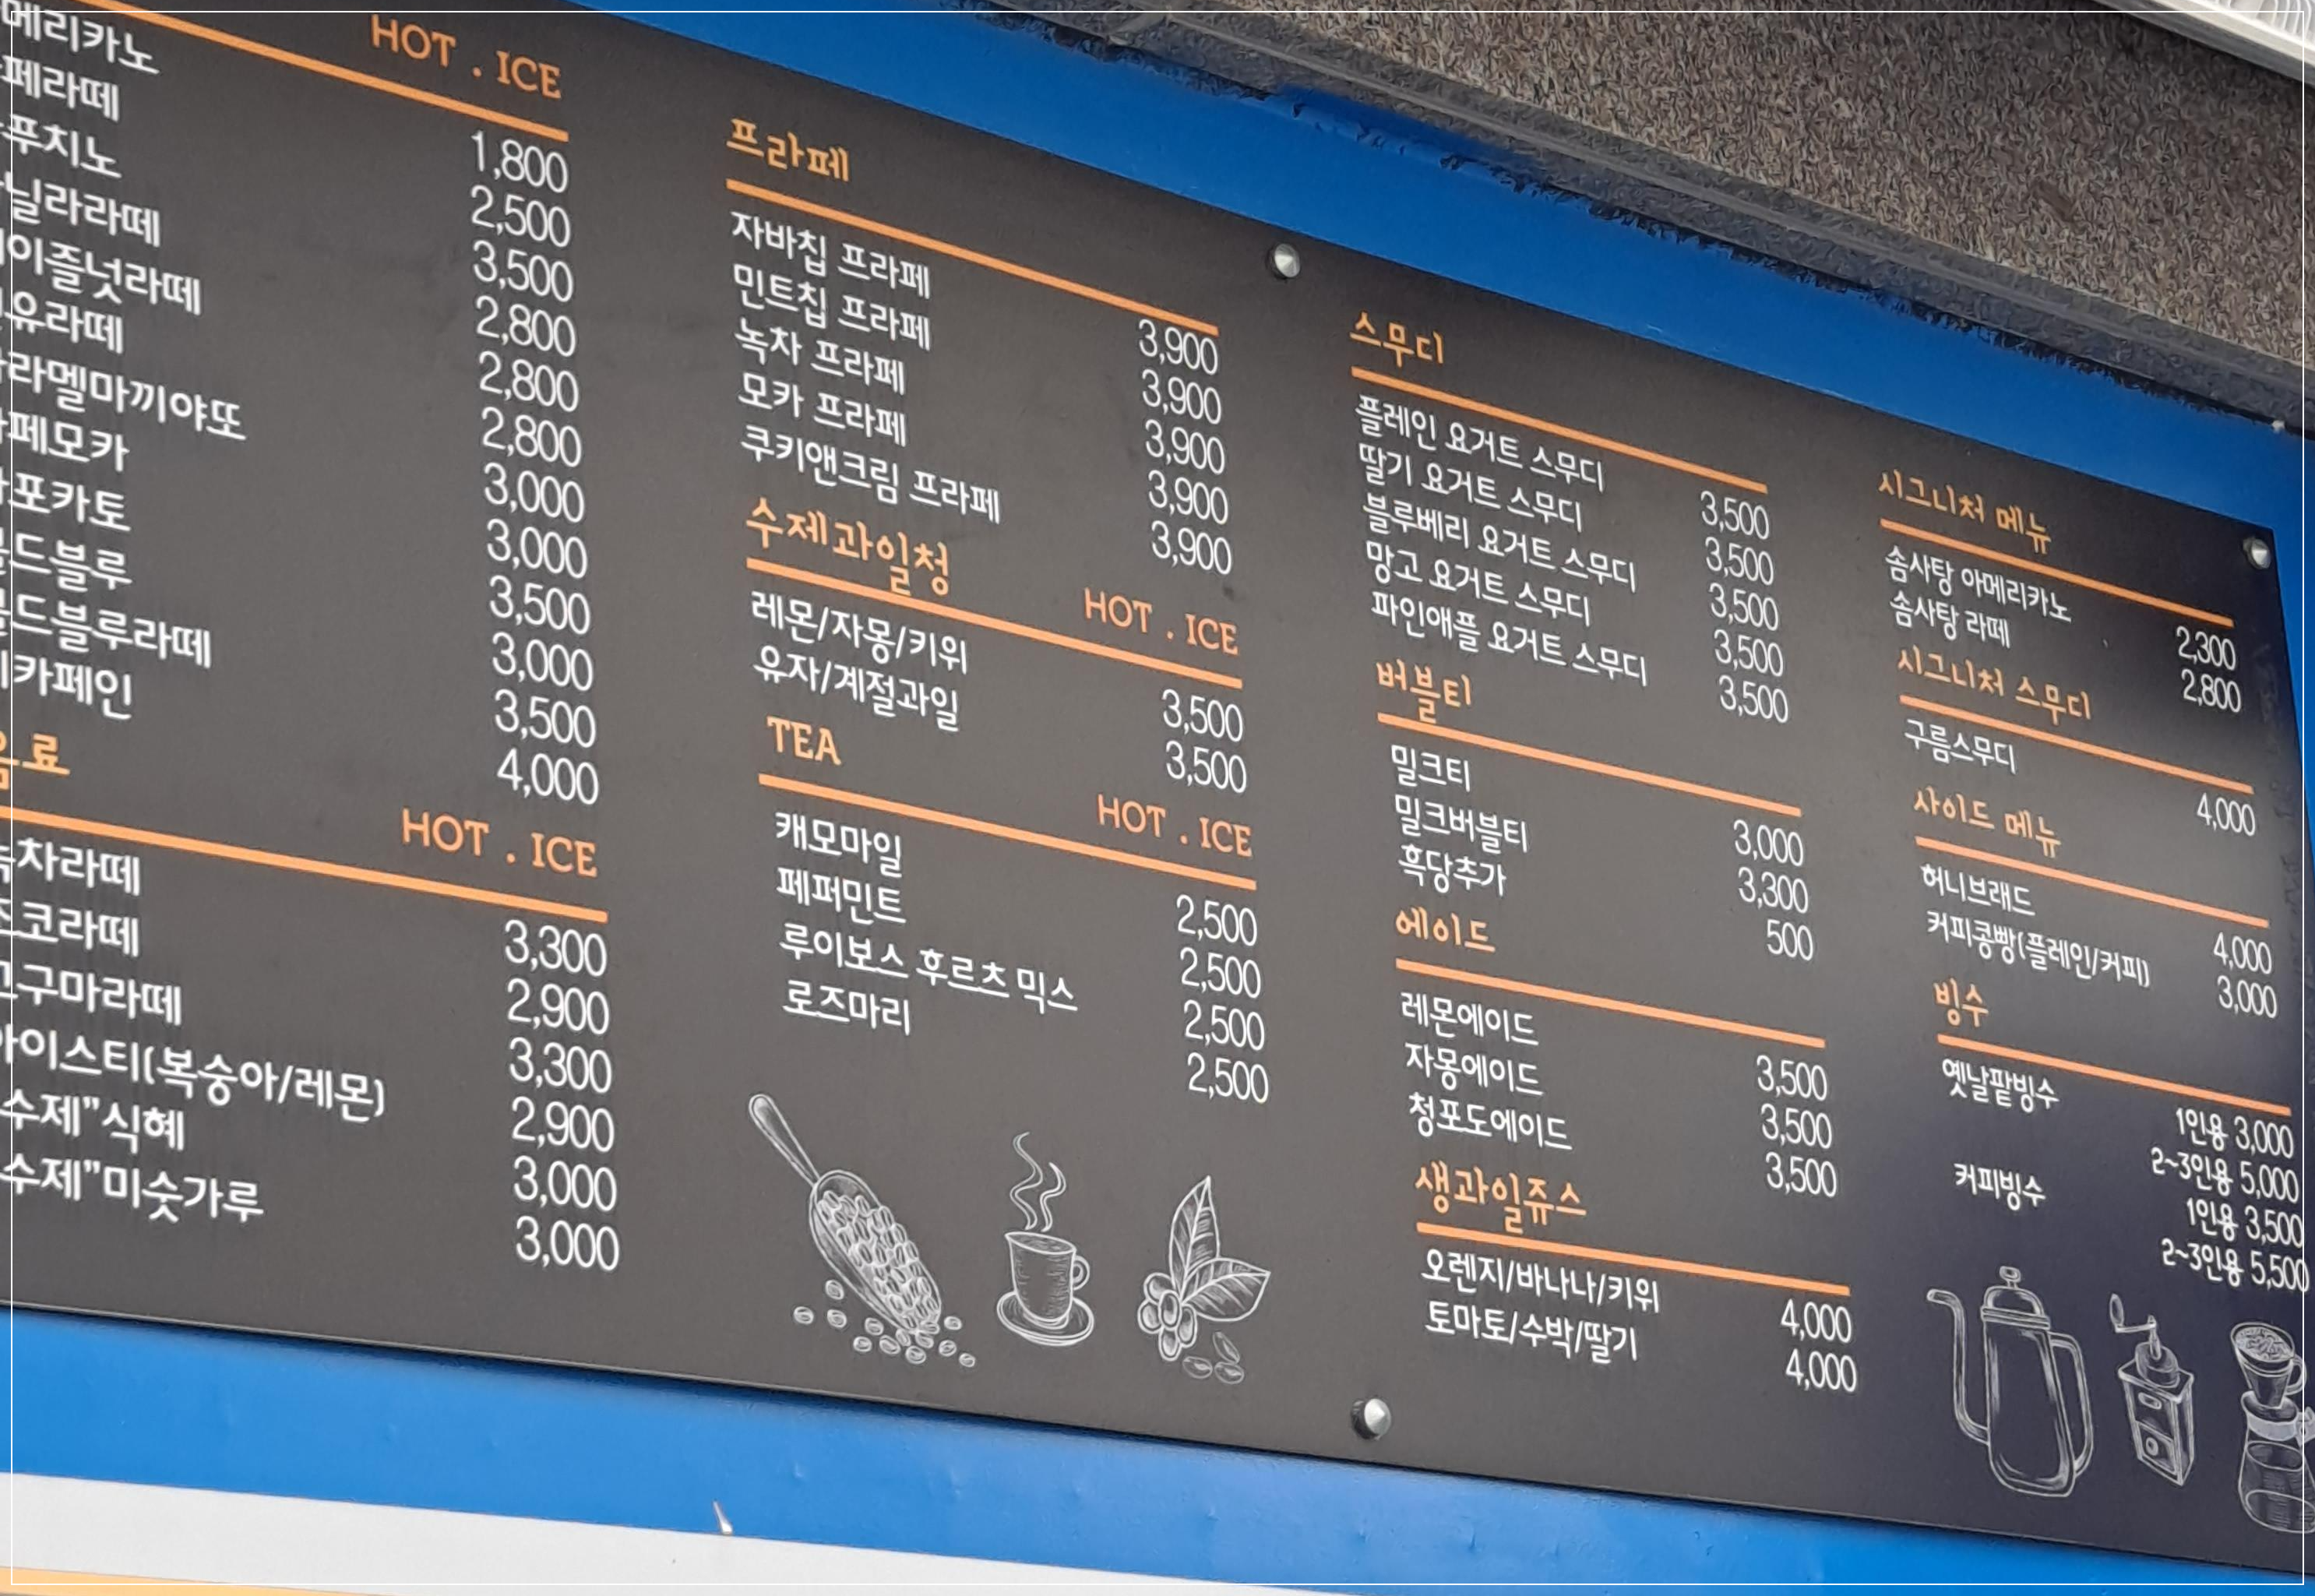 HOT . ICE
메리카노 1,800
페라떼 2,500
푸치노 3,500
닐라라떼 2,800
이즐넛라떼 2,800
유라떼 2,800
라멜마끼야또 3,000
페모카 3,000
포카토 3,500
드블루 3,000
드블루라떼 3,500
카페인 4,000
음료
HOT . ICE
녹차라떼 3,300
초코라떼 2,900
고구마라떼 3,300
아이스티(복숭아/레몬) 2,900
수제"식혜 3,000
수제"미숫가루 3,000
프라페
자바칩 프라페 3,900
민트칩 프라페 3,900
녹차 프라페 3,900
모카 프라페 3,900
쿠키앤크림 프라페 3,900
수제과일청
HOT . ICE
레몬/자몽/키위 3,500
유자/계절과일 3,500
TEA
HOT . ICE
캐모마일 2,500
페퍼민트 2,500
루이보스 후르츠 믹스 2,500
로즈마리 2,500
스무디
플레인 요거트 스무디 3,500
딸기 요거트 스무디 3,500
블루베리 요거트 스무디 3,500
망고 요거트 스무디 3,500
파인애플 요거트 스무디 3,500
버블티
밀크티 3,000
밀크버블티 3,300
흑당추가 500
에이드
레몬에이드 3,500
자몽에이드 3,500
청포도에이드 3,500
생과일쥬스
오렌지/바나나/키위 4,000
토마토/수박/딸기 4,000
시그니처 메뉴
솜사탕 아메리카노 2,300
솜사탕 라떼 2,800
시그니처 스무디
구름스무디 4,000
사이드 메뉴
허니브래드 4,000
커피콩빵(플레인/커피) 3,000
빙수
옛날팥빙수 1인용 3,000
2~3인용 5,000
커피빙수 1인용 3,500
2~3인용 5,500